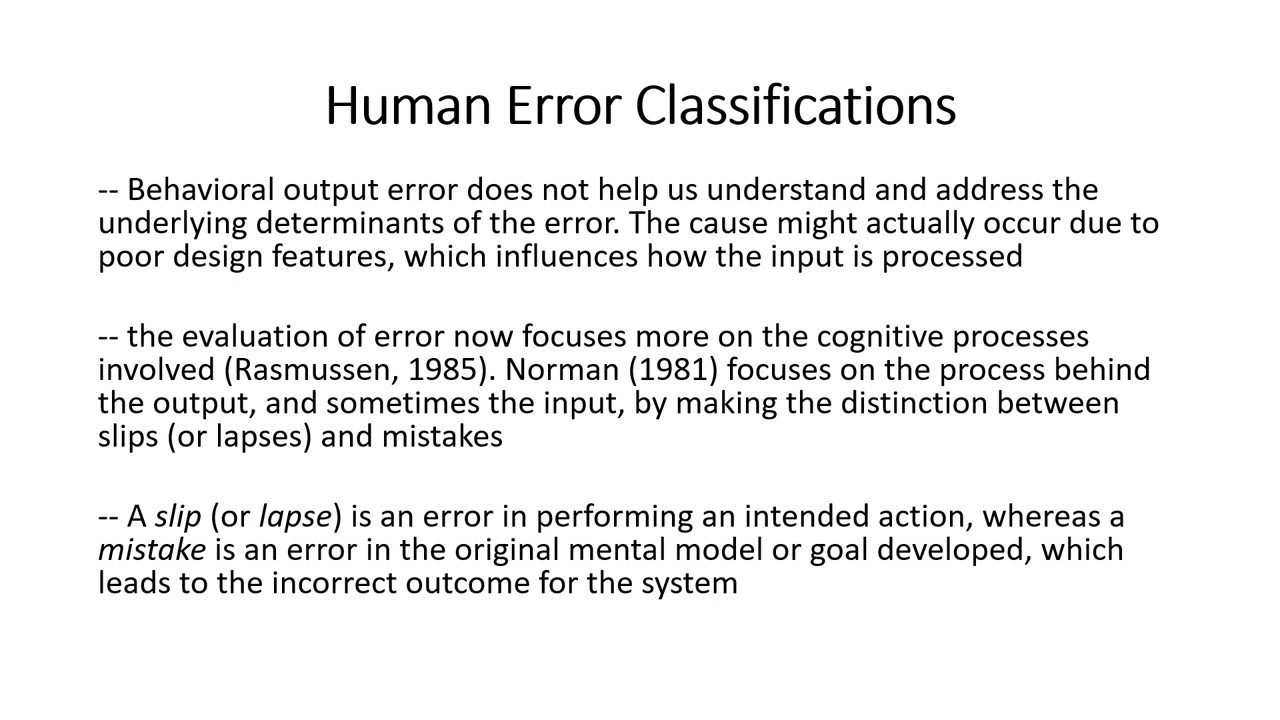 Human Error Classifications
-- Behavioral output error does not help us understand and address the
underlying determinants of the error. The cause might actually occur due to
poor design features, which influences how the input is processed
-- the evaluation of error now focuses more on the cognitive processes
involved (Rasmussen, 1985). Norman (1981) focuses on the process behind
the output, and sometimes the input, by making the distinction between
slips (or lapses) and mistakes
-- A slip (or lapse) is an error in performing an intended action, whereas a
mistake is an error in the original mental model or goal developed, which
leads to the incorrect outcome for the system